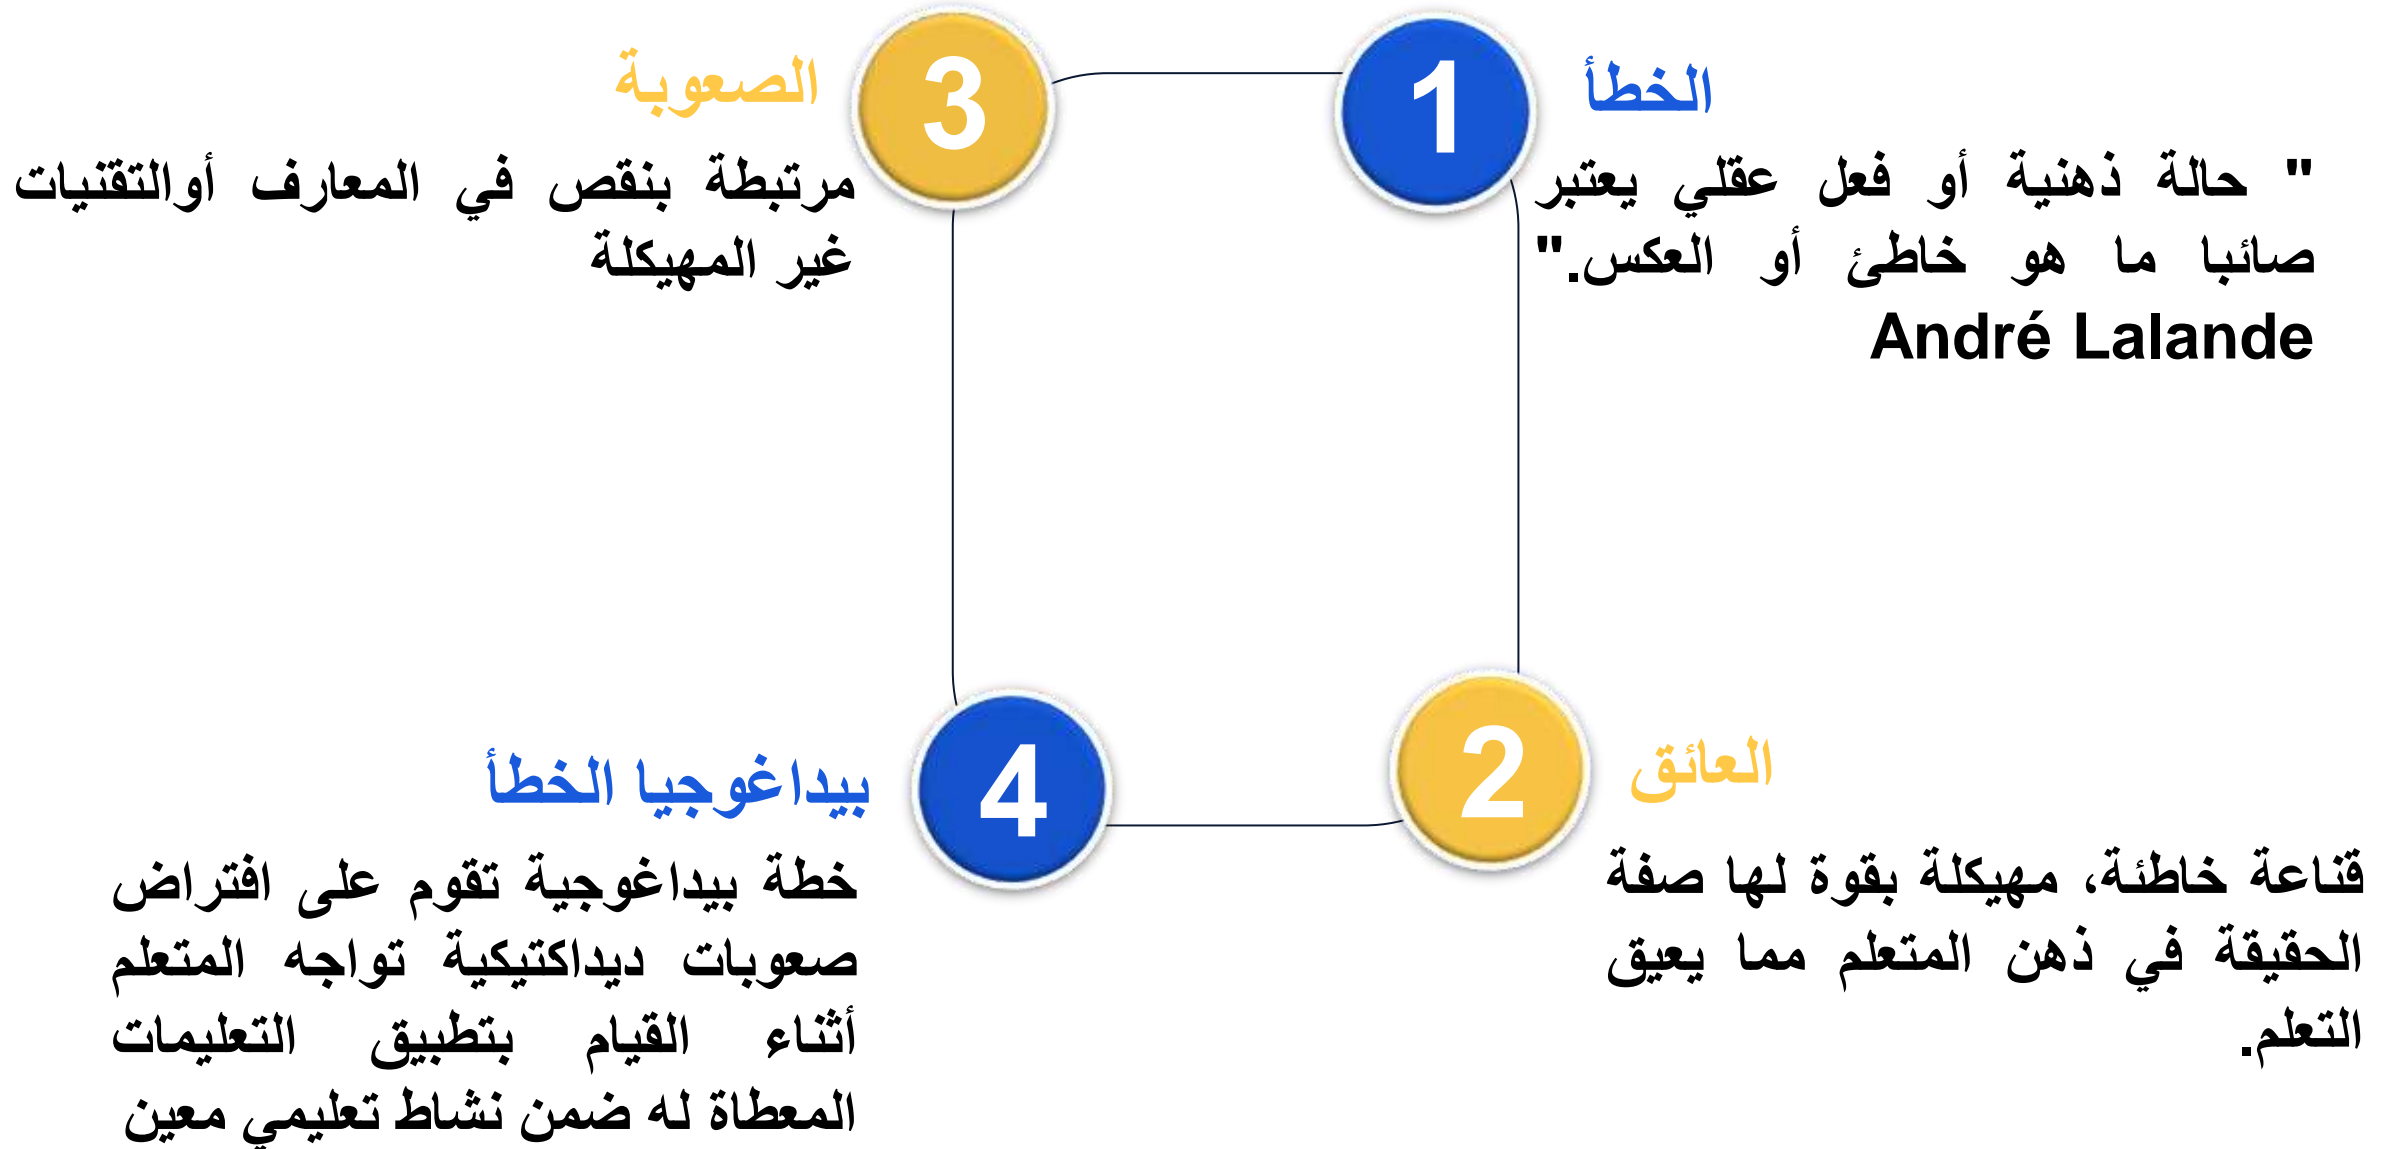 1
الخطأ
" حالة ذهنية أو فعل عقلي يعتبر
صائبا ما هو خاطئ أو العكس."
André Lalande
2
العائق
قناعة خاطئة، مهيكلة بقوة لها صفة
الحقيقة في ذهن المتعلم مما يعيق
التعلم.
3
الصعوبة
مرتبطة بنقص في المعارف أوالتقنيات
غير المهيكلة
4
بيداغوجيا الخطأ
خطة بيداغوجية تقوم على افتراض
صعوبات ديداكتيكية تواجه المتعلم
أثناء القيام بتطبيق التعليمات
المعطاة له ضمن نشاط تعليمي معين